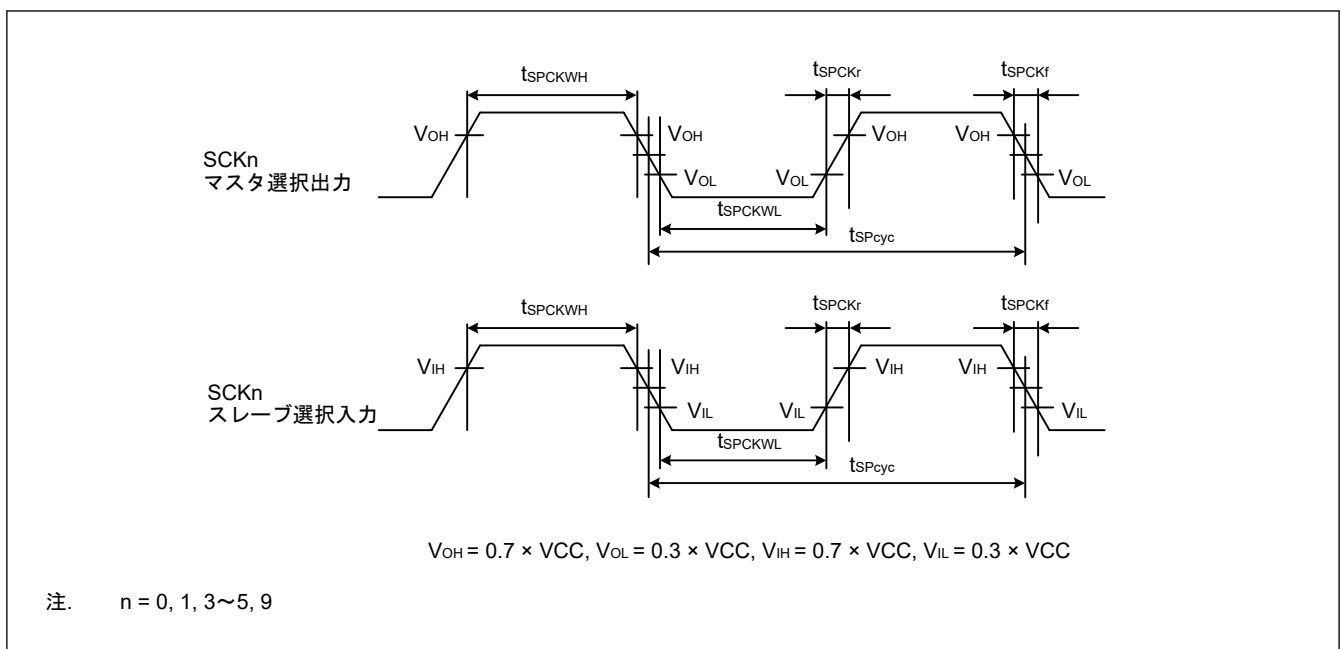 tSPCKWH
tSPCKr
tSPCKf
VOH
VOH
VOH
VOH
SCKn
マスタ選択出力
VOL
VOL
VOL
tSPCKWL
tSPcyc
tSPCKWH
tSPCKr
tSPCKf
VIH
VIH
VIH
VIH
SCKn
スレーブ選択入力
VIL
VIL
VIL
tSPCKWL
tSPcyc
VOH = 0.7 × VCC, VOL = 0.3 × VCC, VIH = 0.7 × VCC, VIL = 0.3 × VCC
注. n = 0, 1, 3～5, 9